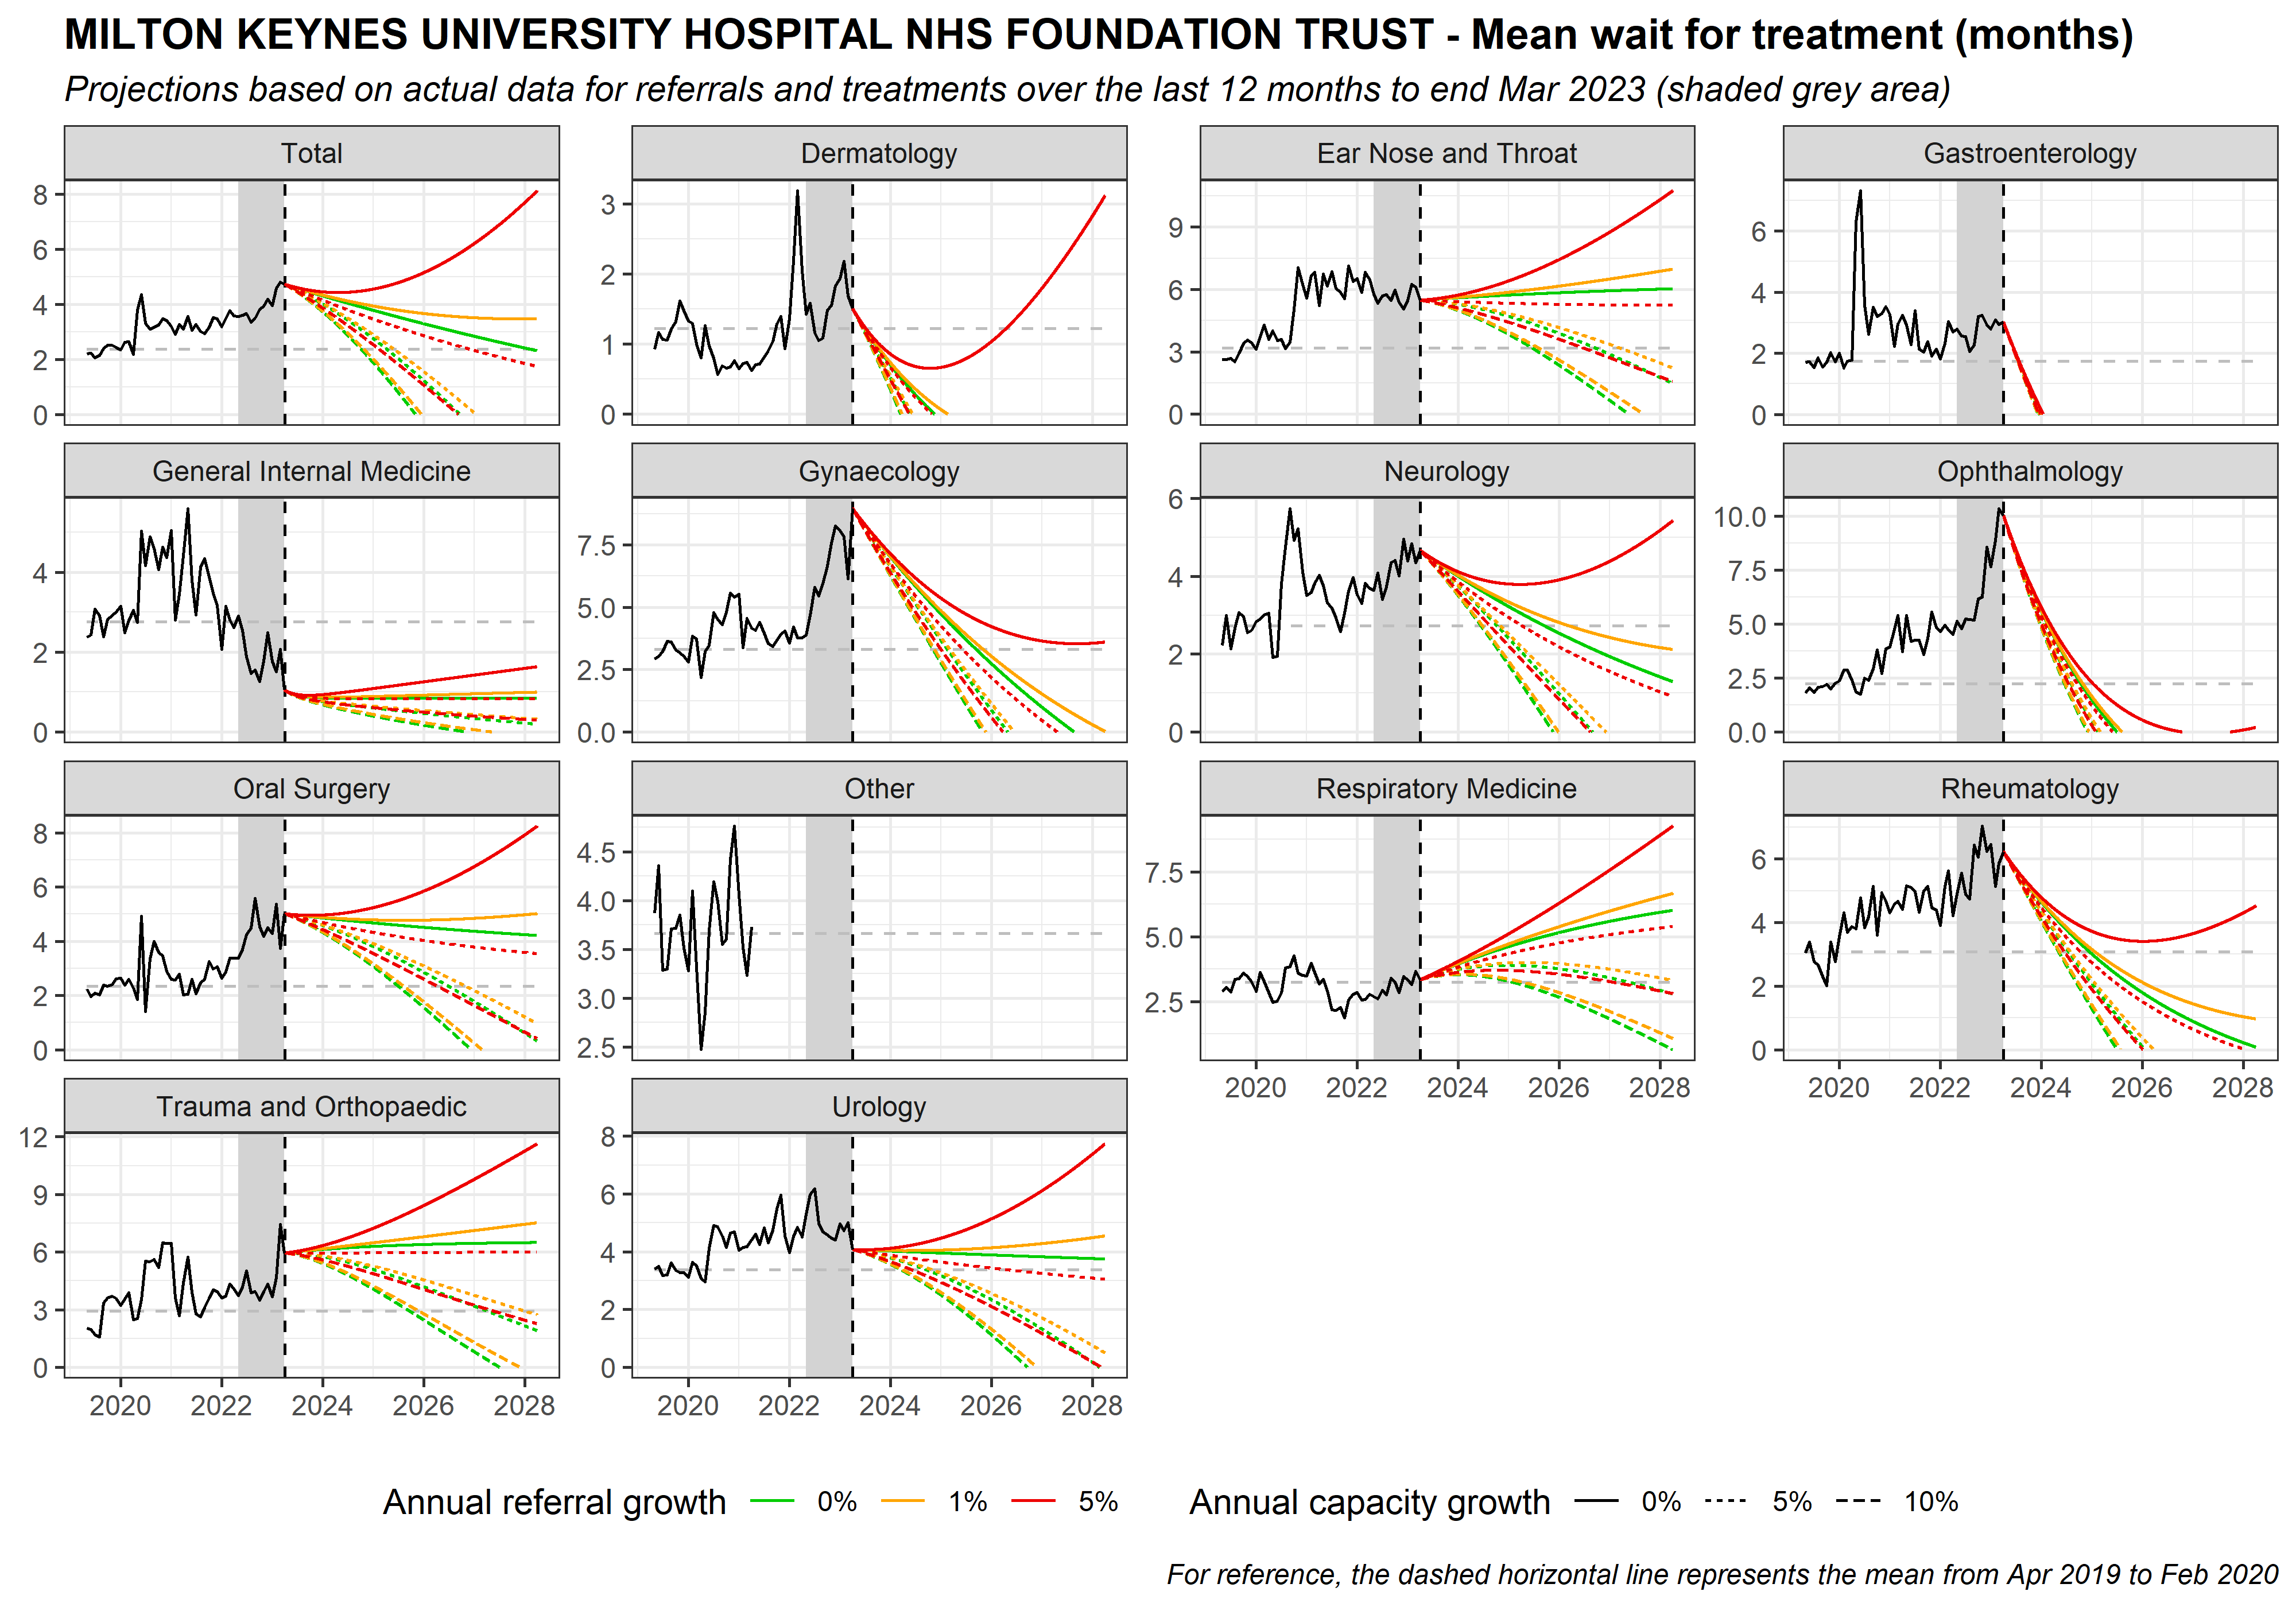 MILTON KEYNES UNIVERSITY HOSPITAL NHS FOUNDATION TRUST - Mean wait for treatment (months)
Projections based on actual data for referrals and treatments over the last 12 months to end Mar 2023 (shaded grey area)
Total
Dermatology
Ear Nose and Throat
Gastroenterology
8
6
4
2
0
3
2
1
0
9
6
3
0
6
4
2
0
General Internal Medicine
Gynaecology
Neurology
Ophthalmology
4
2
0
7.5
5.0
2.5
0.0
6
4
2
0
10.0
7.5
5.0
2.5
0.0
Oral Surgery
Other
Respiratory Medicine
Rheumatology
8
6
4
2
0
4.5
4.0
3.5
3.0
2.5
7.5
5.0
2.5
6
4
2
0
2020 2022 2024 2026 2028
2020 2022 2024 2026 2028
Trauma and Orthopaedic
Urology
12
9
6
3
0
8
6
4
2
0
2020 2022 2024 2026 2028
2020 2022 2024 2026 2028
Annual referral growth 0% 1% 5%
Annual capacity growth 0% 5% 10%
For reference, the dashed horizontal line represents the mean from Apr 2019 to Feb 2020